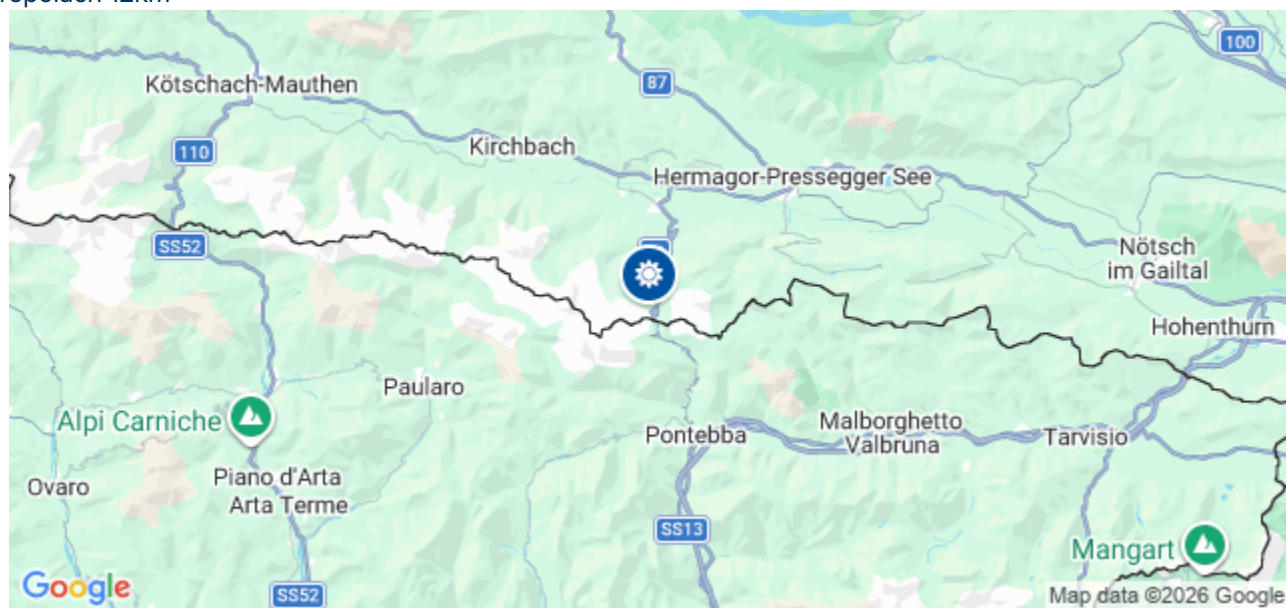 42km
100
87
Kötschach-Mauthen
110
Kirchbach
Hermagor-Pressegger See
SS52
Nötsch
im Gailtal
Hohenthurn
Paularo
Alpi Carniche
Pontebba
Malborghetto
Valbruna
Tarvisio
Piano d'Arta
Arta Terme
Ovaro
SS13
Mangart
Google
SS52
Map data ©2026 Google